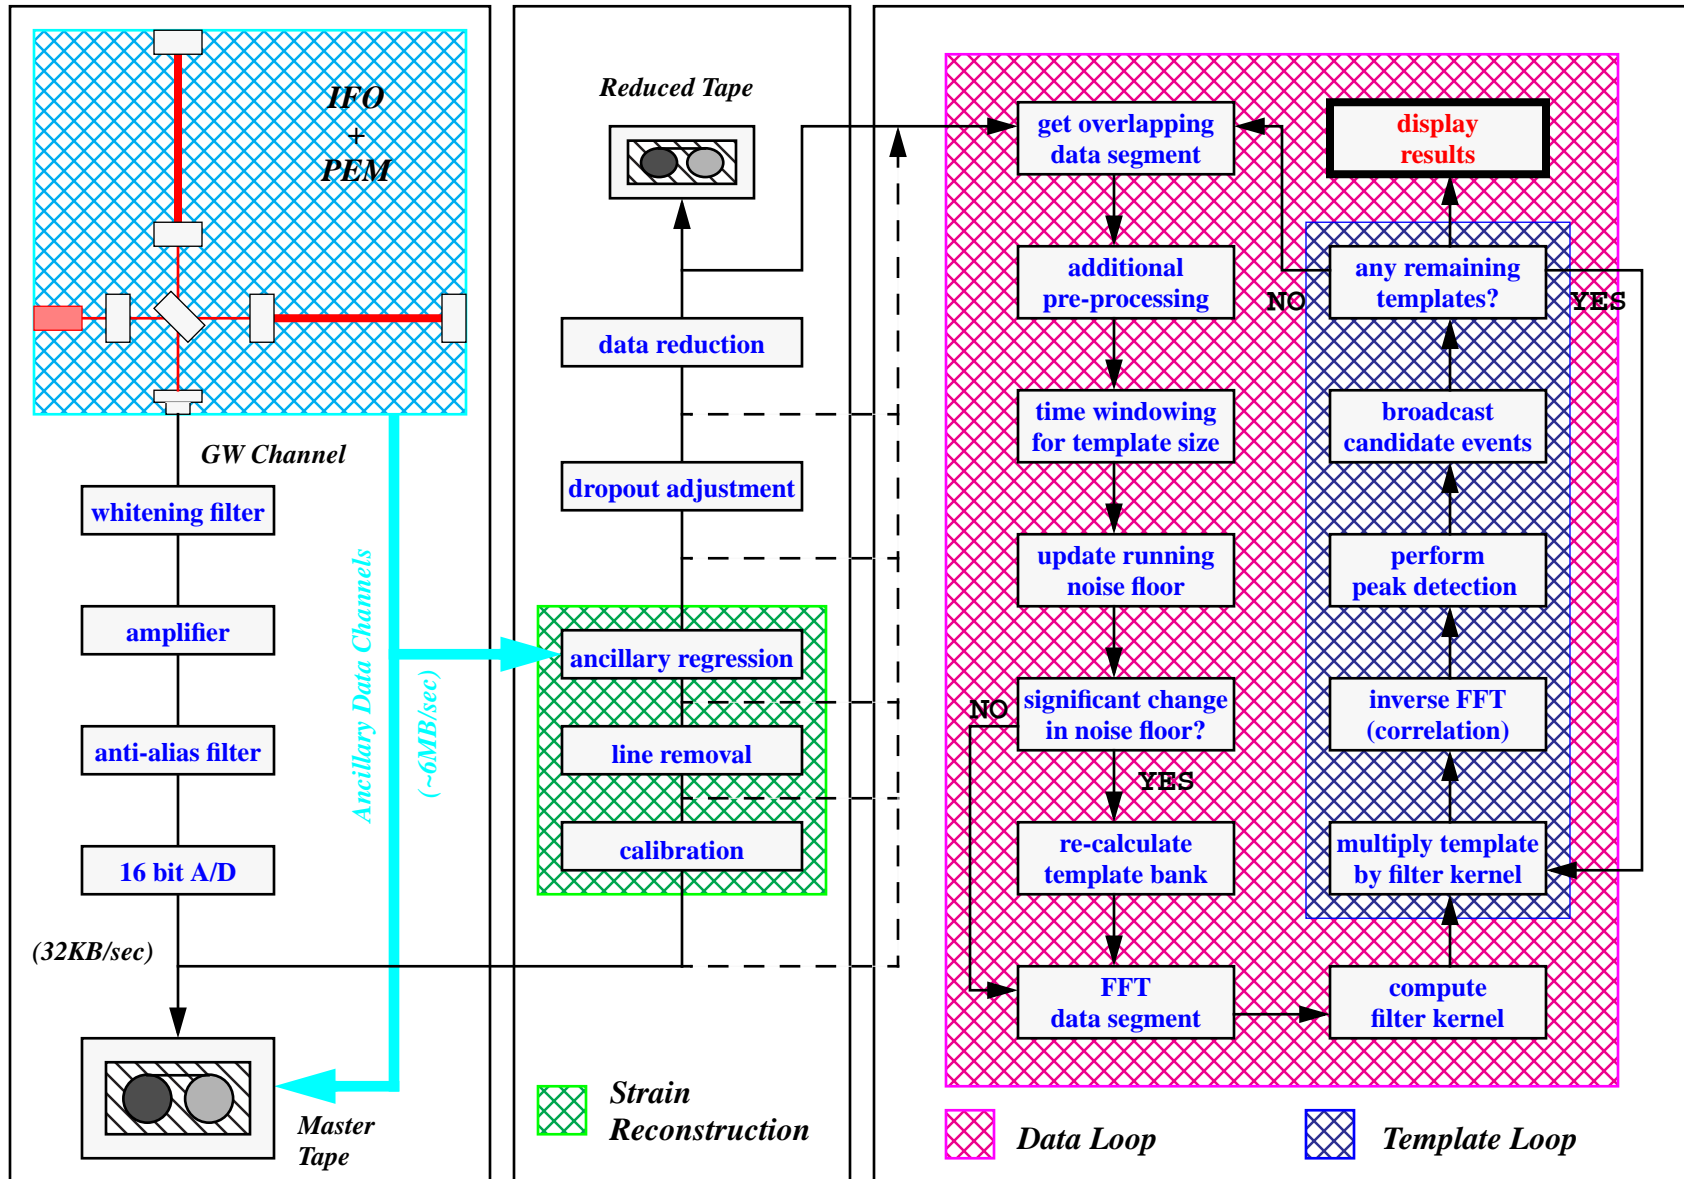 IFO
+
PEM
GW Channel
whitening filter
amplifier
anti-alias filter
16 bit A/D
(32KB/sec)
Ancillary Data Channels
(~6MB/sec)
Master
Tape
Reduced Tape
data reduction
dropout adjustment
ancillary regression
line removal
calibration
Strain
Reconstruction
get overlapping
data segment
additional
pre-processing
time windowing
for template size
update running
noise floor
significant change
in noise floor?
NO
YES
re-calculate
template bank
FFT
data segment
display
results
any remaining
templates?
NO
YES
broadcast
candidate events
perform
peak detection
inverse FFT
(correlation)
multiply template
by filter kernel
compute
filter kernel
Data Loop
Template Loop